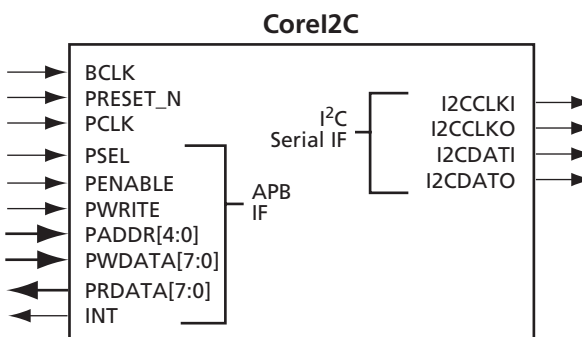 CoreI2C
BCLK
PRESET_N
PCLK
PSEL
PENABLE
PWRITE
PADDR[4:0]
PWDATA[7:0]
PRDATA[7:0]
INT
APB
IF
I²C
Serial IF
I2CCLKI
I2CCLKO
I2CDATI
I2CDATO